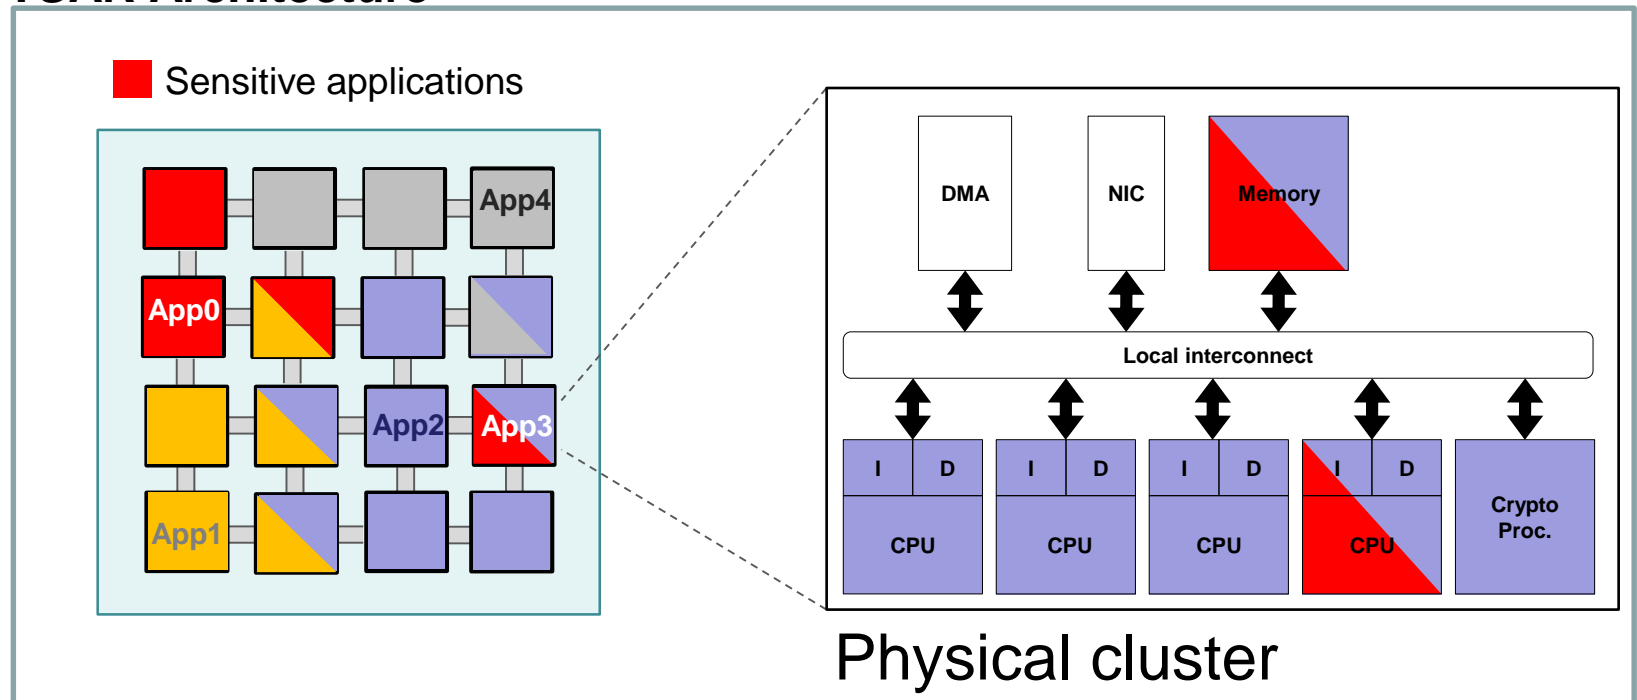 Sensitive applications
App4
App0
App2
App3
App1
DMA
NIC
Memory
Local interconnect
I D
I D
I D
I D
CPU
CPU
CPU
CPU
Crypto
Proc.
Physical cluster